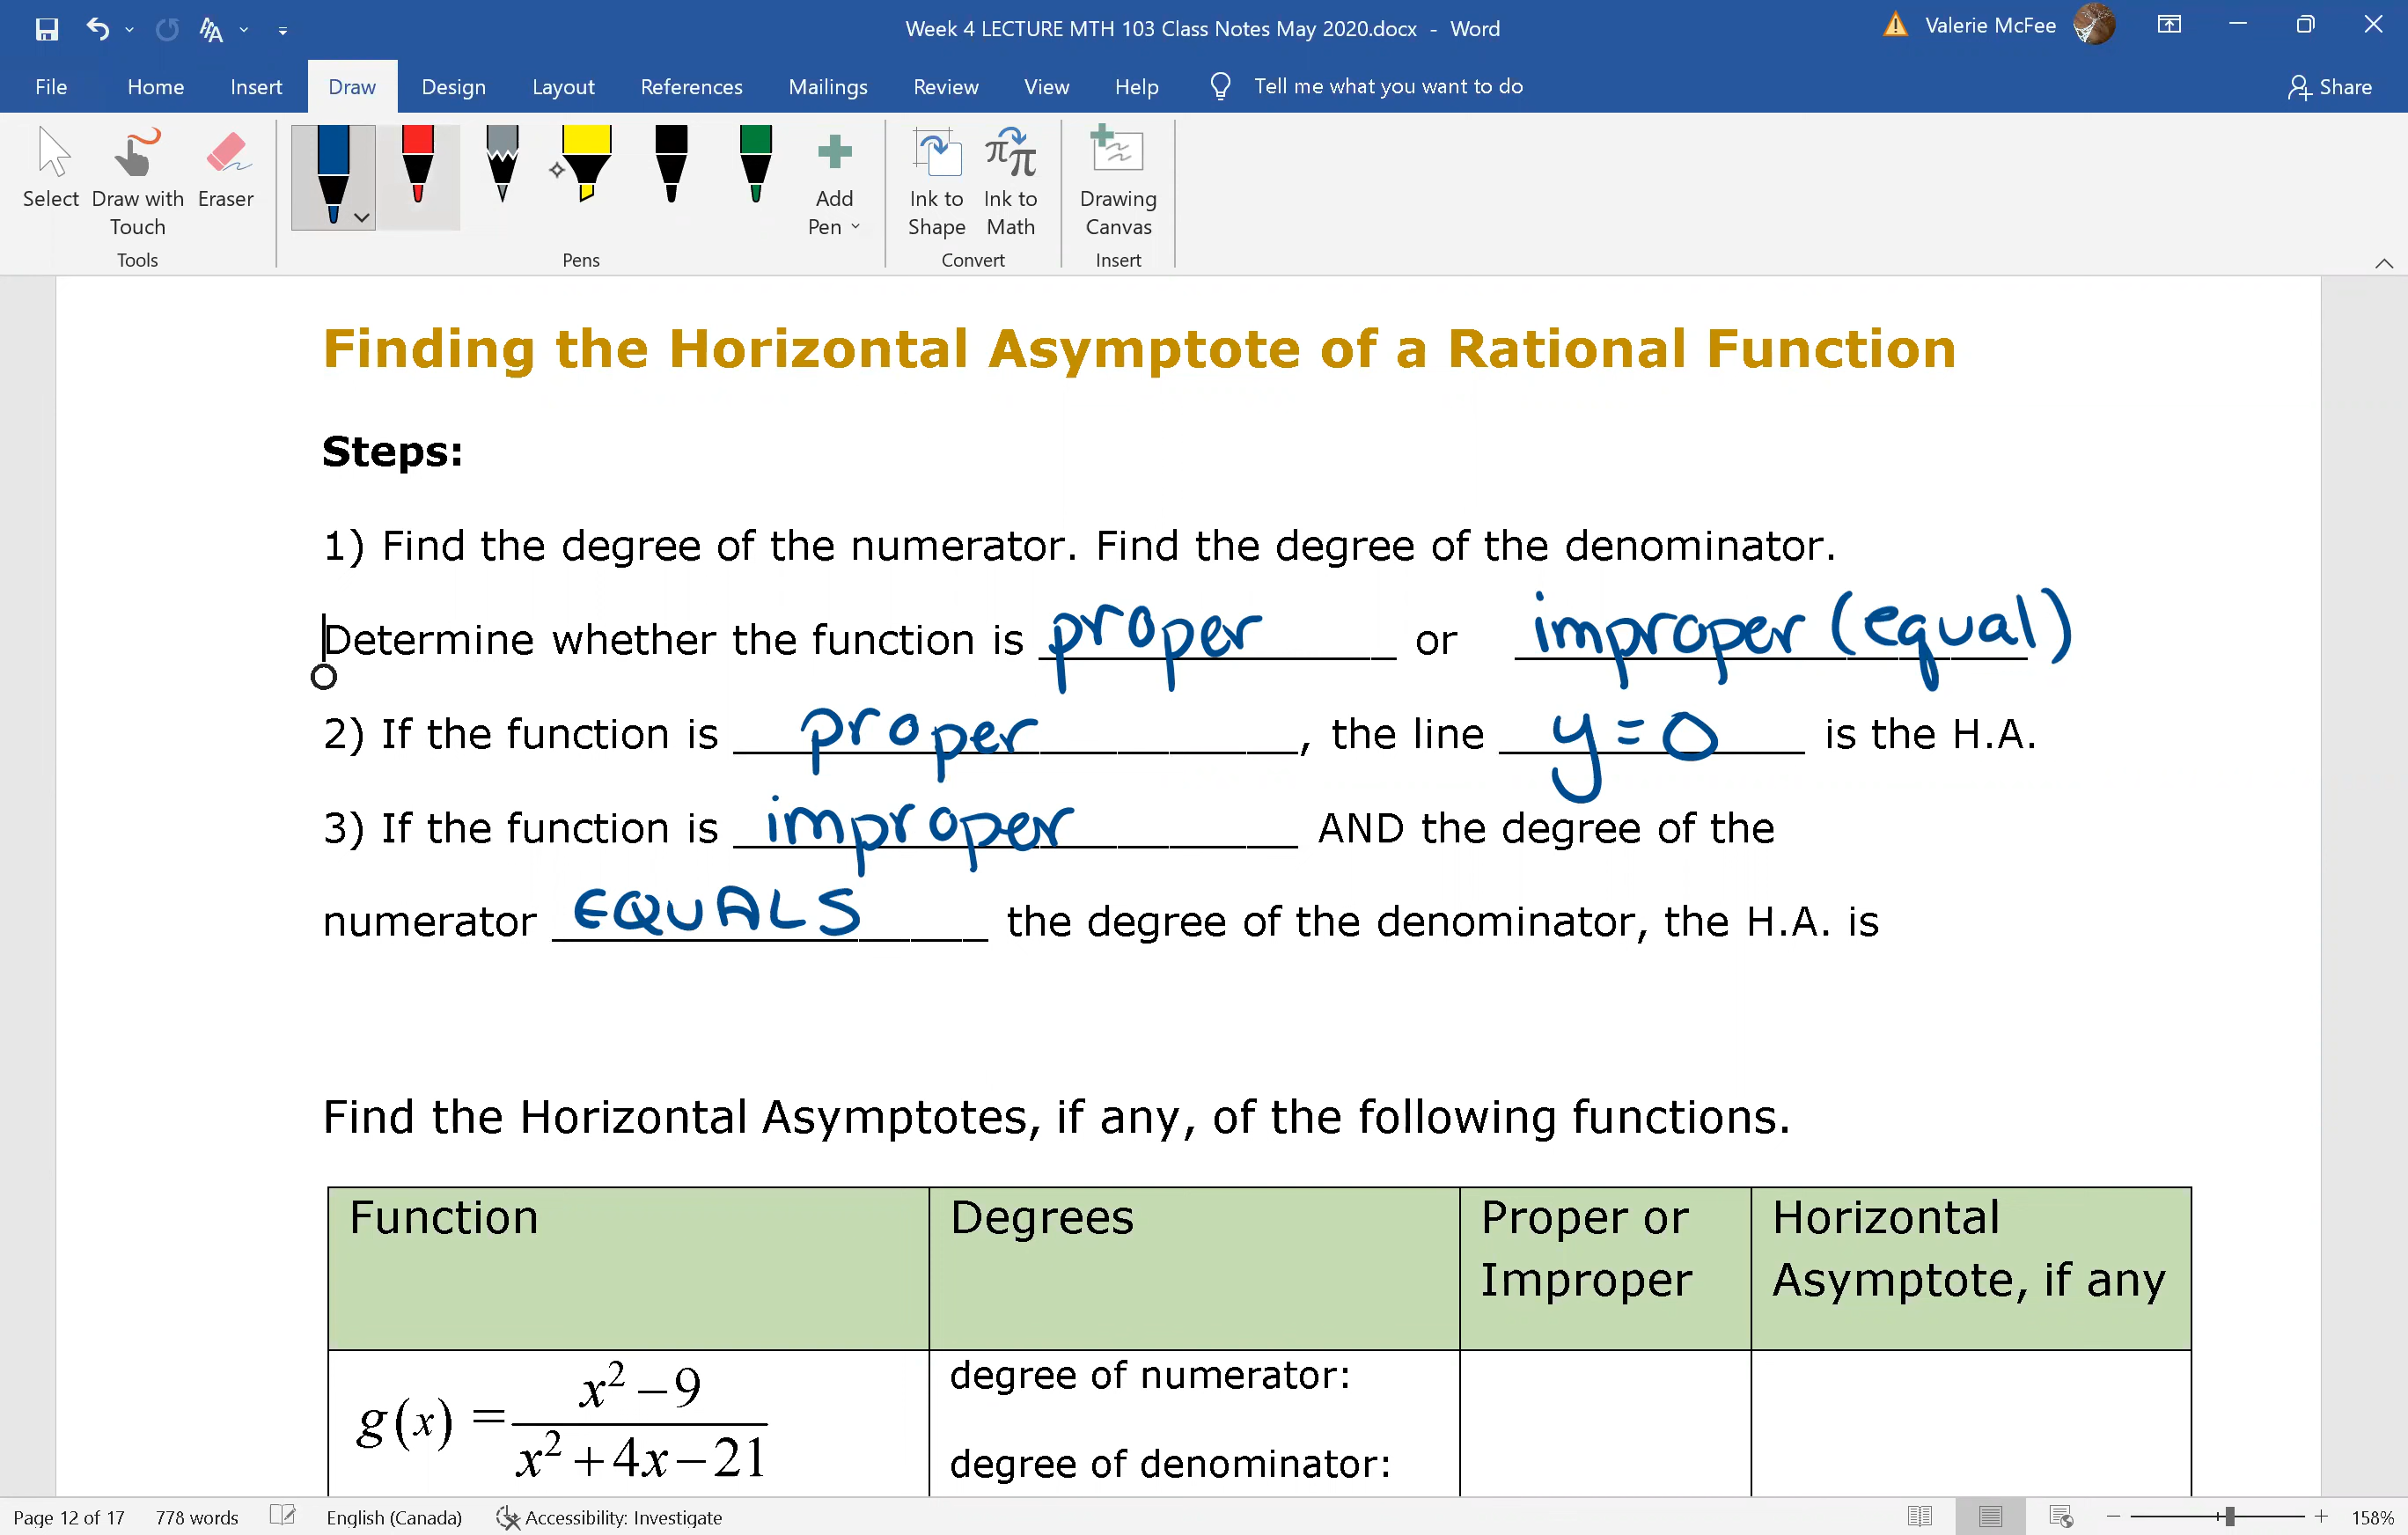 Week 4 LECTURE MTH 103 Class Notes May 2020.docx - Word
Valerie McFee
File Home Insert Draw Design Layout References Mailings Review View Help Tell me what you want to do Share
Select Draw with Touch Eraser Add Pen Ink to Shape Ink to Math Drawing Canvas
Tools Pens Convert Insert
Finding the Horizontal Asymptote of a Rational Function
Steps:
1) Find the degree of the numerator. Find the degree of the denominator.
Determine whether the function is proper or improper (equal)
2) If the function is proper, the line y = 0 is the H.A.
3) If the function is improper AND the degree of the
numerator EQUALS the degree of the denominator, the H.A. is
Find the Horizontal Asymptotes, if any, of the following functions.
Function Degrees Proper or Improper Horizontal Asymptote, if any
g(x) = (x² − 9)/(x² + 4x − 21) degree of numerator:
degree of denominator:
Page 12 of 17 778 words English (Canada) Accessibility: Investigate 158%